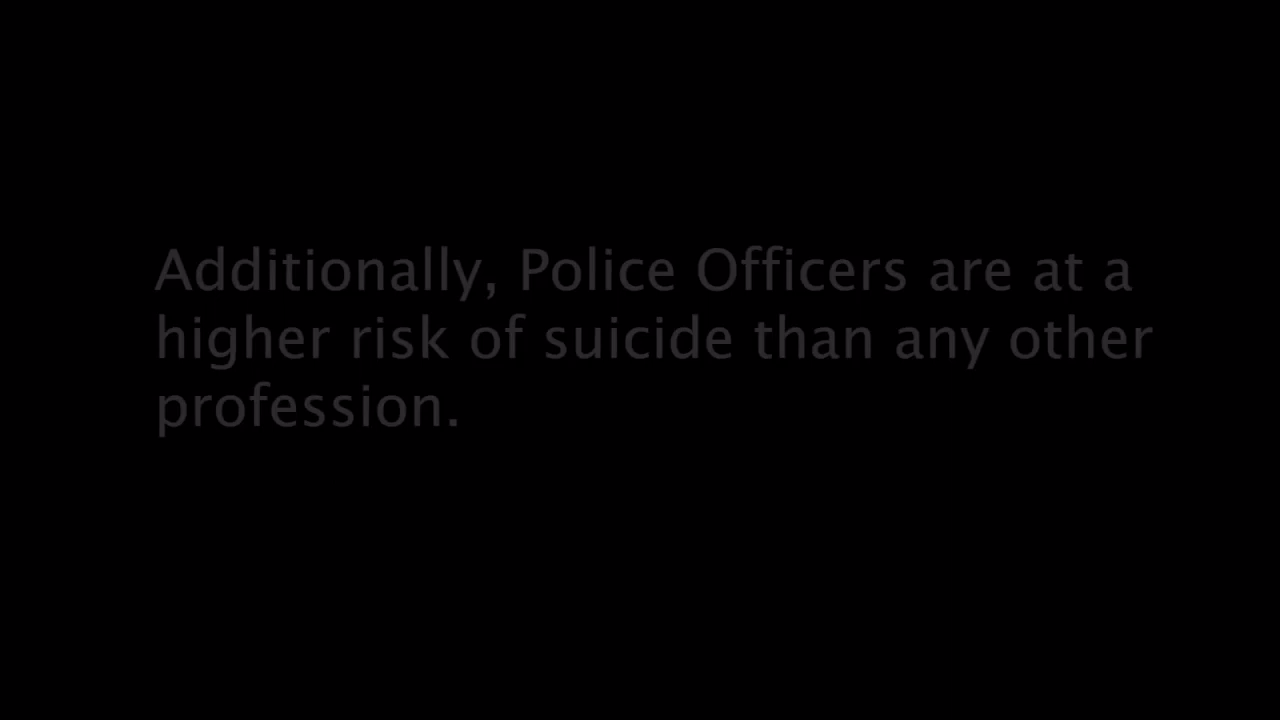 Additionally, Police Officers are at a
higher risk of suicide than any other
profession.